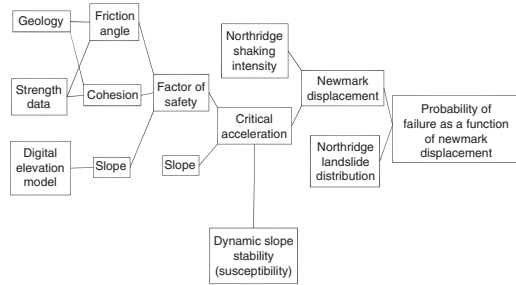 Geology
Friction
angle
Strength
data
Cohesion
Digital
elevation
model
Slope
Factor of
safety
Slope
Northridge
shaking
intensity
Critical
acceleration
Dynamic slope
stability
(susceptibility)
Newmark
displacement
Northridge
landslide
distribution
Probability of
failure as a function
of newmark
displacement